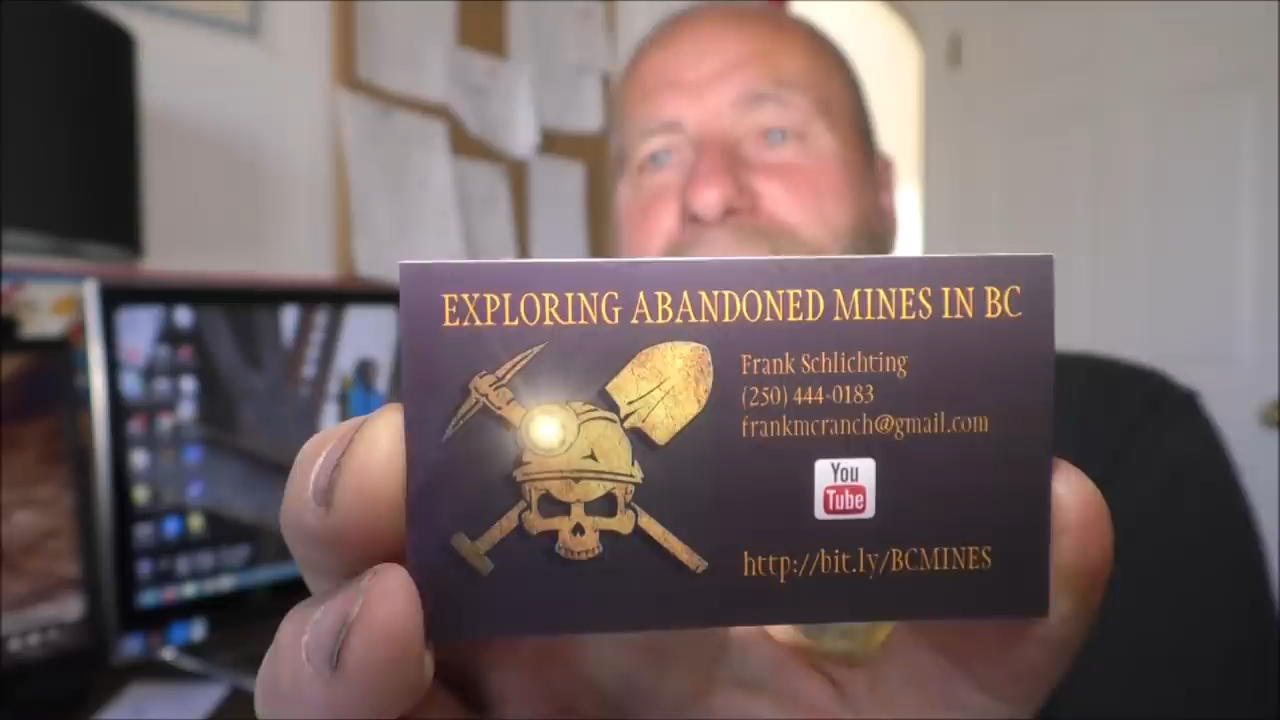 EXPLORING ABANDONED MINES IN BC
Frank Schlichting
(250) 444-0183
frankmcranch@gmail.com
You
Tube
http://bit.ly/BCMINES